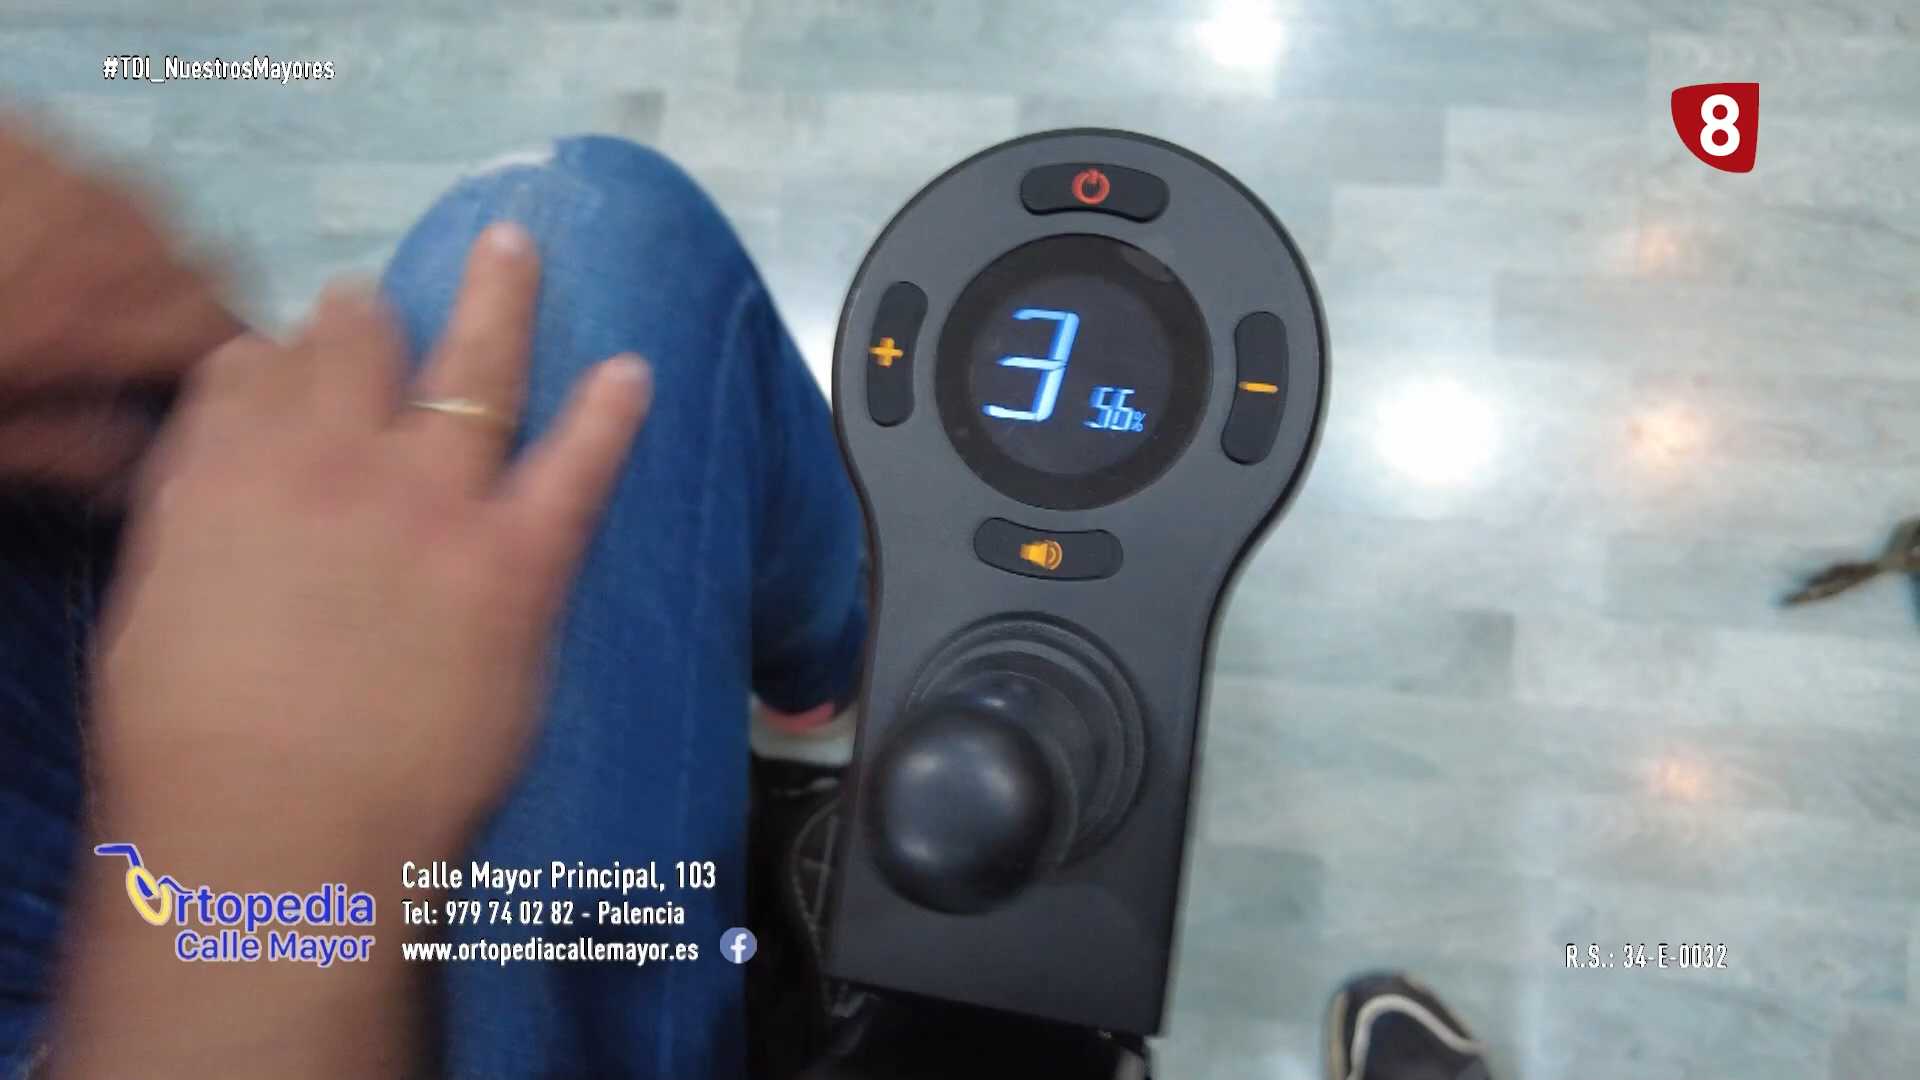 #TDI_NuestrosMayores
8
3
56%
Ortopedia
Calle Mayor
Calle Mayor Principal, 103
Tel: 979 74 02 82 - Palencia
www.ortopediacallemayor.es
R.S.: 34-E-0032